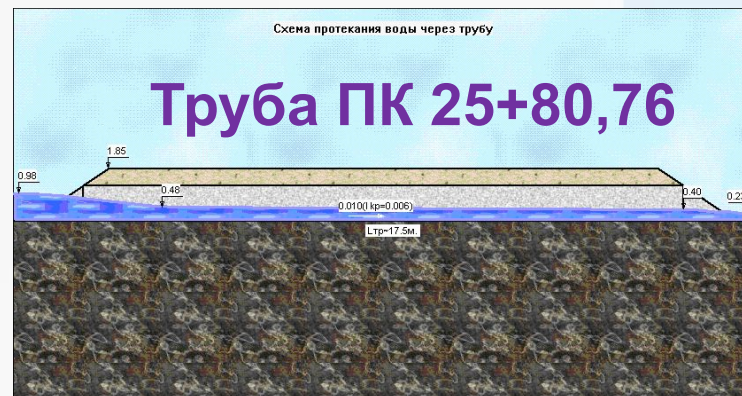 Схема протекания воды через трубу
Труба ПК 25+80,76
1.85
0.98
0.48
0.40
0.010(I кр=0.006)
Lтр~17.5м.